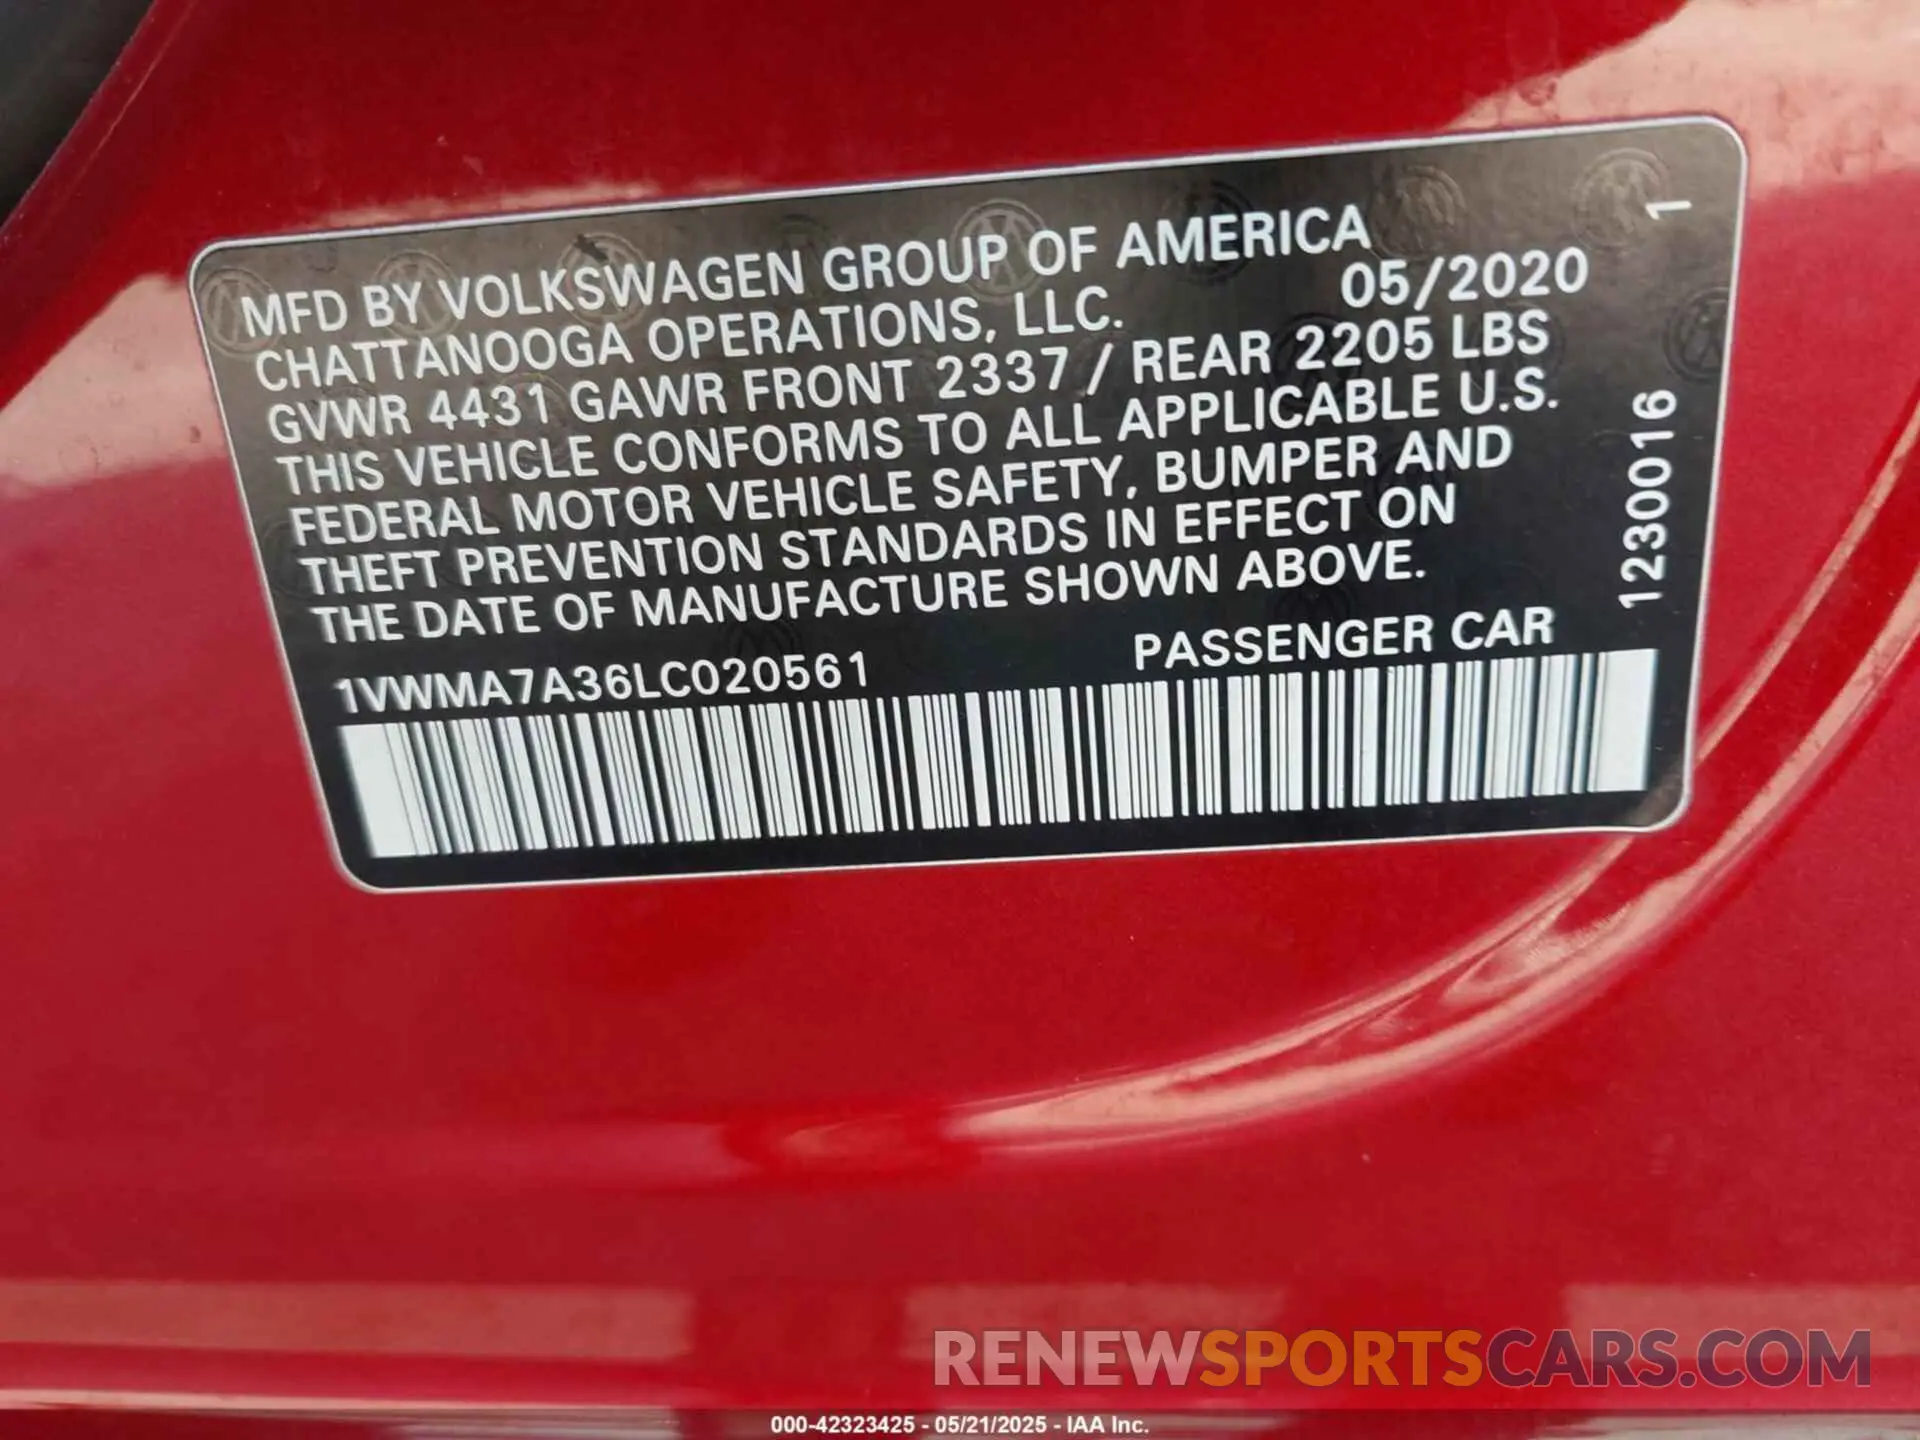 MFD BY VOLKSWAGEN GROUP OF AMERICA
CHATTANOOGA OPERATIONS, LLC. 05/2020
GVWR 4431 GAWR FRONT 2337 / REAR 2205 LBS
THIS VEHICLE CONFORMS TO ALL APPLICABLE U.S.
FEDERAL MOTOR VEHICLE SAFETY, BUMPER AND
THEFT PREVENTION STANDARDS IN EFFECT ON
THE DATE OF MANUFACTURE SHOWN ABOVE.
1VWMA7A36LC020561 PASSENGER CAR
1230016 1
RENEWSPORTSCARS.COM
000-42323425 - 05/21/2025 - IAA Inc.